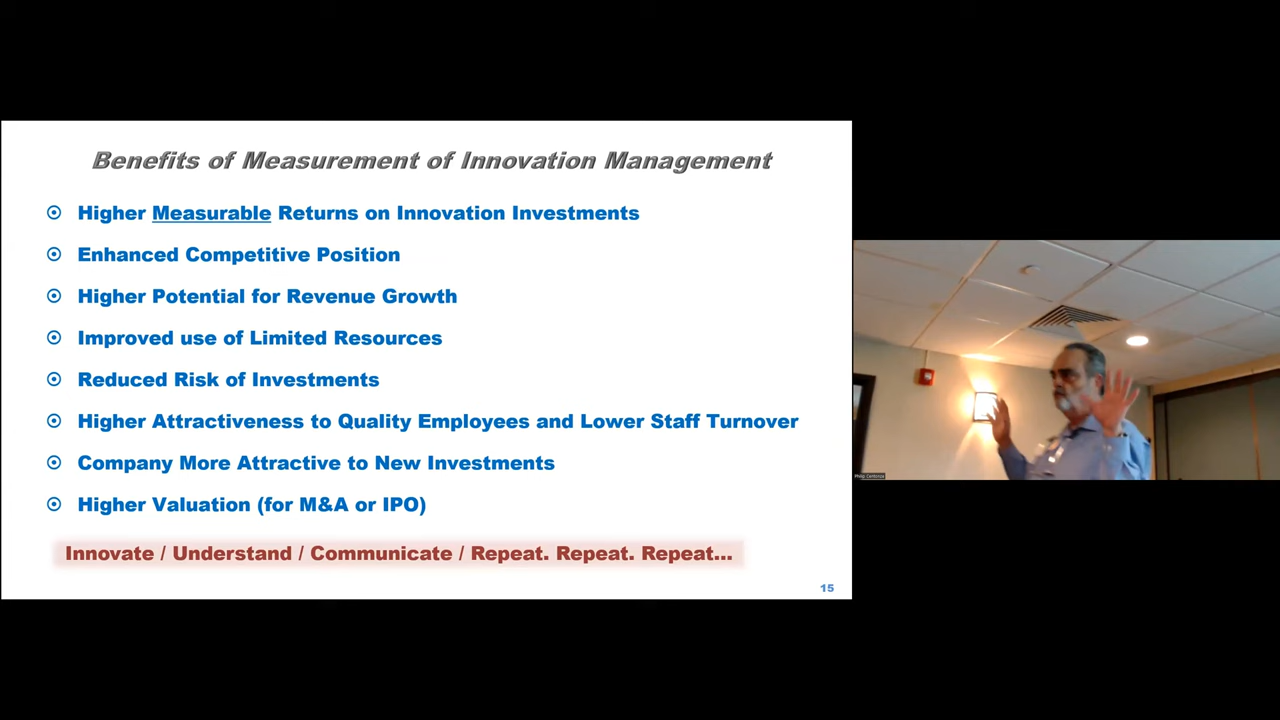 Benefits of Measurement of Innovation Management
Higher Measurable Returns on Innovation Investments
Enhanced Competitive Position
Higher Potential for Revenue Growth
Improved use of Limited Resources
Reduced Risk of Investments
Higher Attractiveness to Quality Employees and Lower Staff Turnover
Company More Attractive to New Investments
Higher Valuation (for M&A or IPO)
Innovate / Understand / Communicate / Repeat. Repeat. Repeat...
15